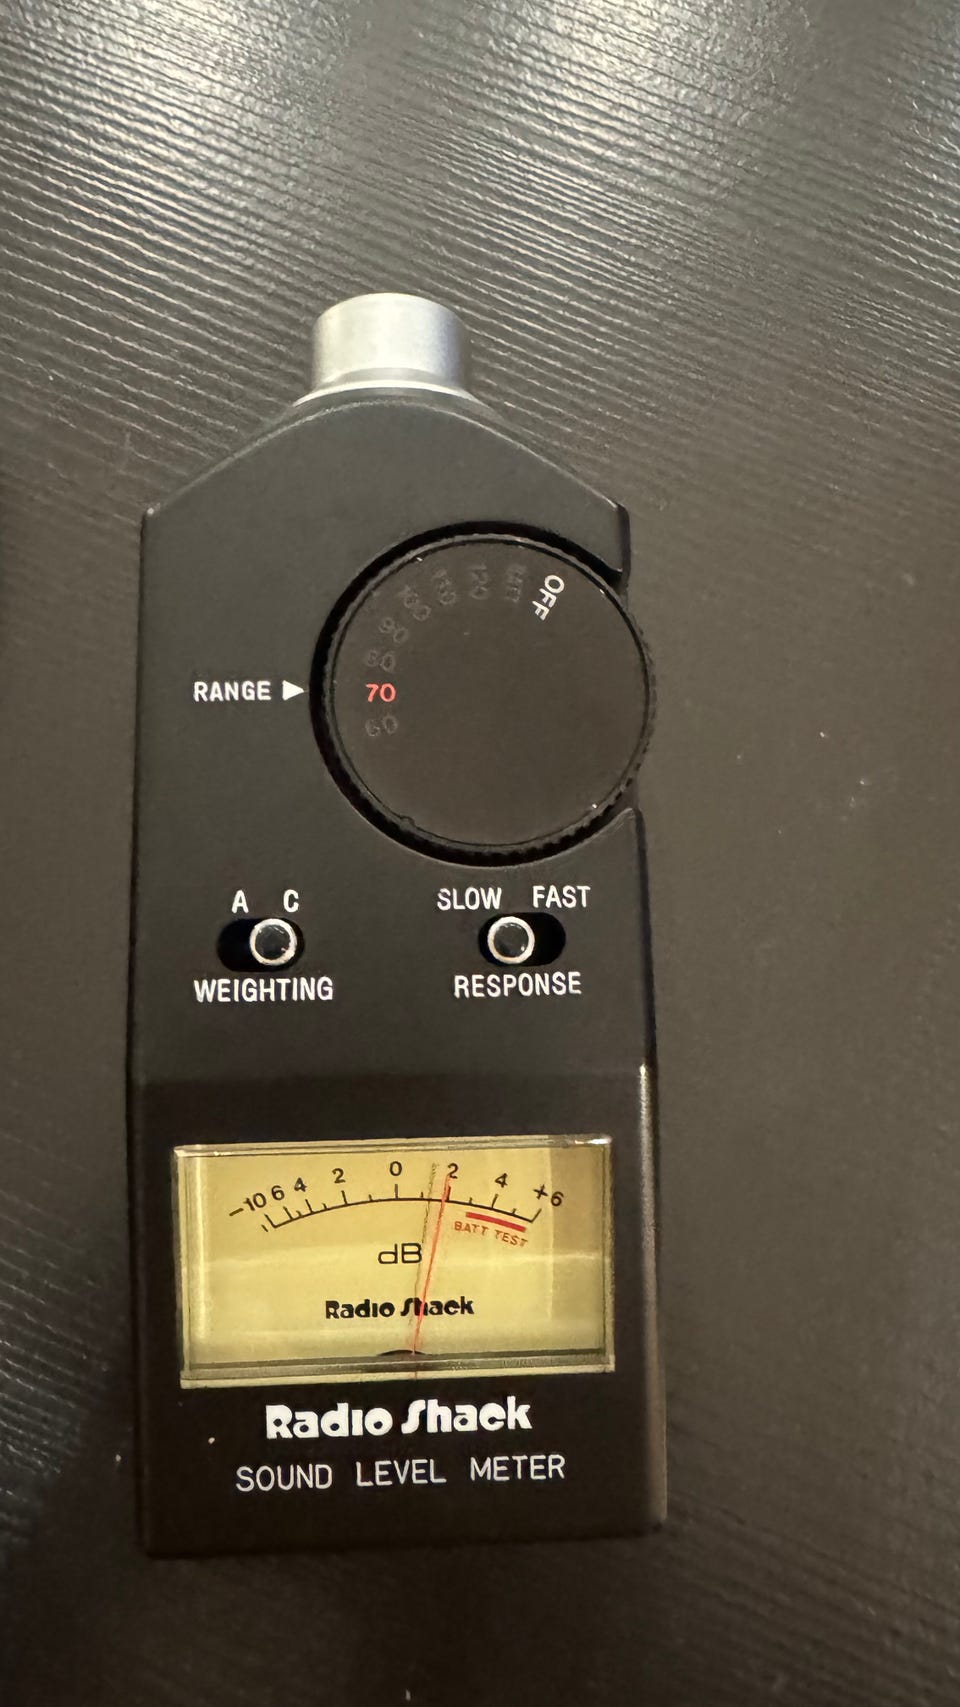 OFF
140
120
110
100
90
80
RANGE ▶ 70
60
A C
SLOW FAST
WEIGHTING
RESPONSE
-10 6 4 2 0 2 4 +6
BATT TEST
dB
Radio Shack
Radio Shack
SOUND LEVEL METER